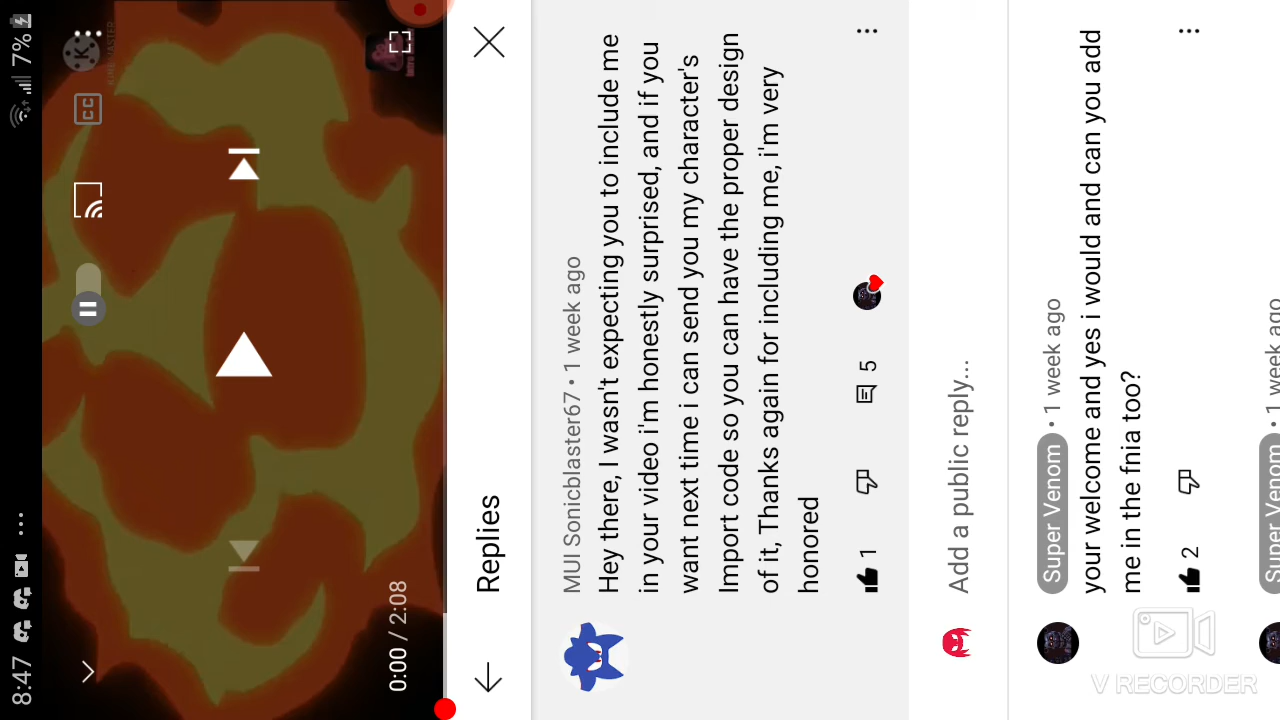 8:47
7%
CC
0:00 / 2:08
Replies
MUI Sonicblaster67 • 1 week ago
Hey there, I wasn't expecting you to include me
in your video i'm honestly surprised, and if you
want next time i can send you my character's
Import code so you can have the proper design
of it, Thanks again for including me, i'm very
honored
1
5
Add a public reply...
Super Venom • 1 week ago
your welcome and yes i would and can you add
me in the fnia too?
2
1 week ago
V RECORDER